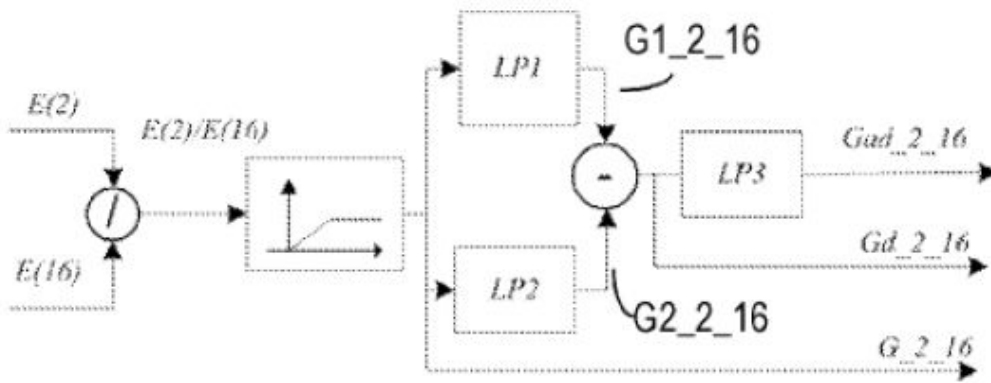 G1_2_16
LP1
E(2)
E(2)/E(16)
Gad_2_16
/
-
LP3
Gd_2_16
E(16)
LP2
G2_2_16
G_2_16